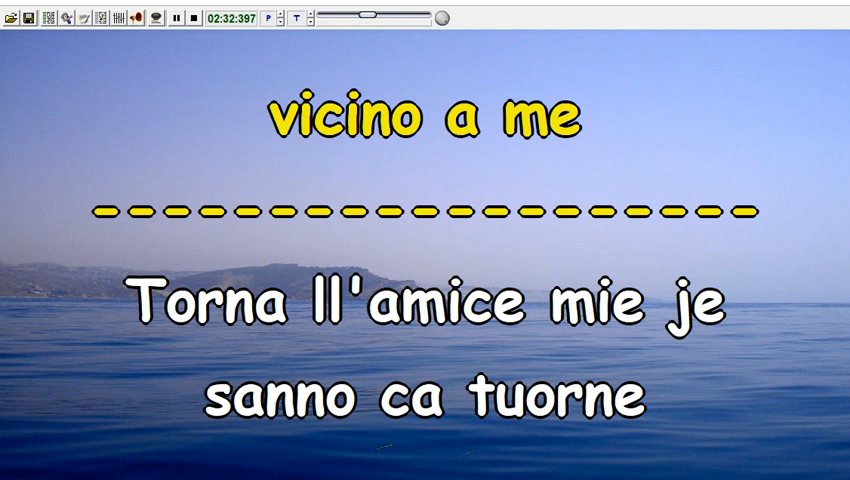 02:32:397
P
T
vicino a me
-------------------
Torna ll'amice mie je
sanno ca tuorne